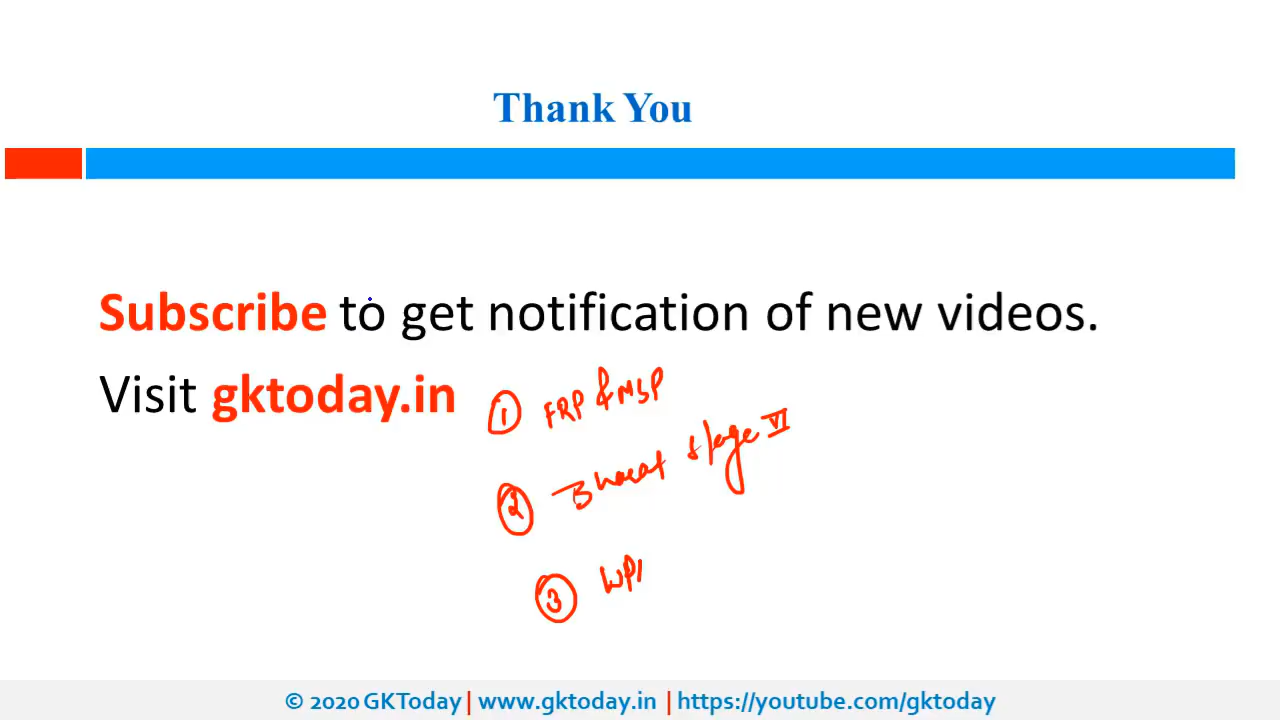 Thank You
Subscribe to get notification of new videos.
Visit gktoday.in
① FRP & MSP
② Bharat Stage VI
③ WPI
© 2020 GKToday | www.gktoday.in | https://youtube.com/gktoday